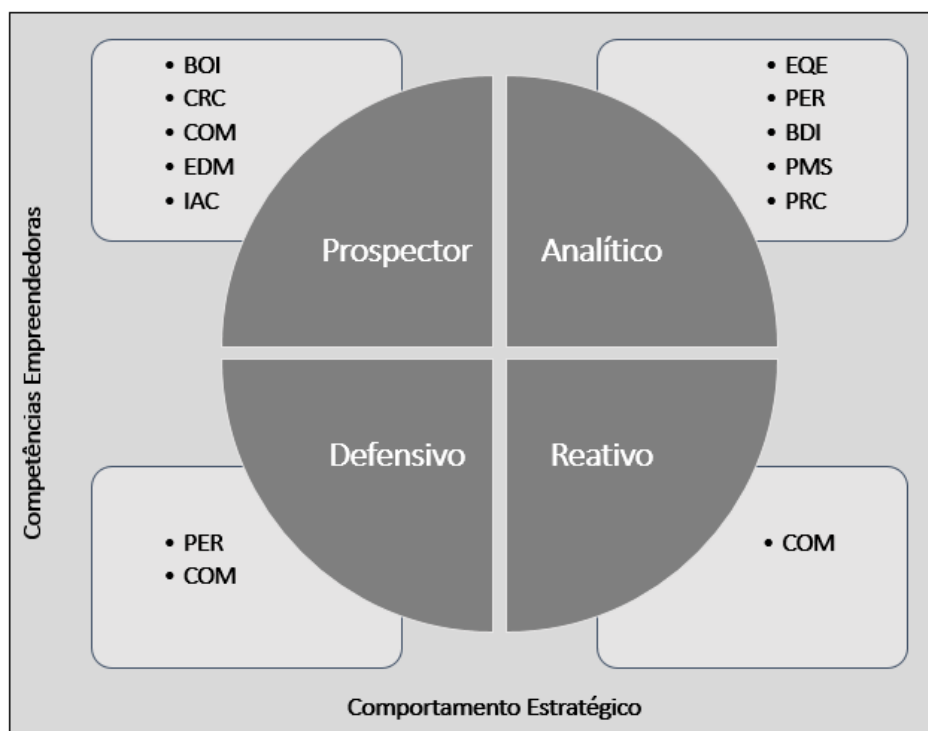 • BOI
• CRC
• COM
• EDM
• IAC
• EQE
• PER
• BDI
• PMS
• PRC
Prospector
Analítico
Defensivo
Reativo
• PER
• COM
• COM
Competências Empreendedoras
Comportamento Estratégico